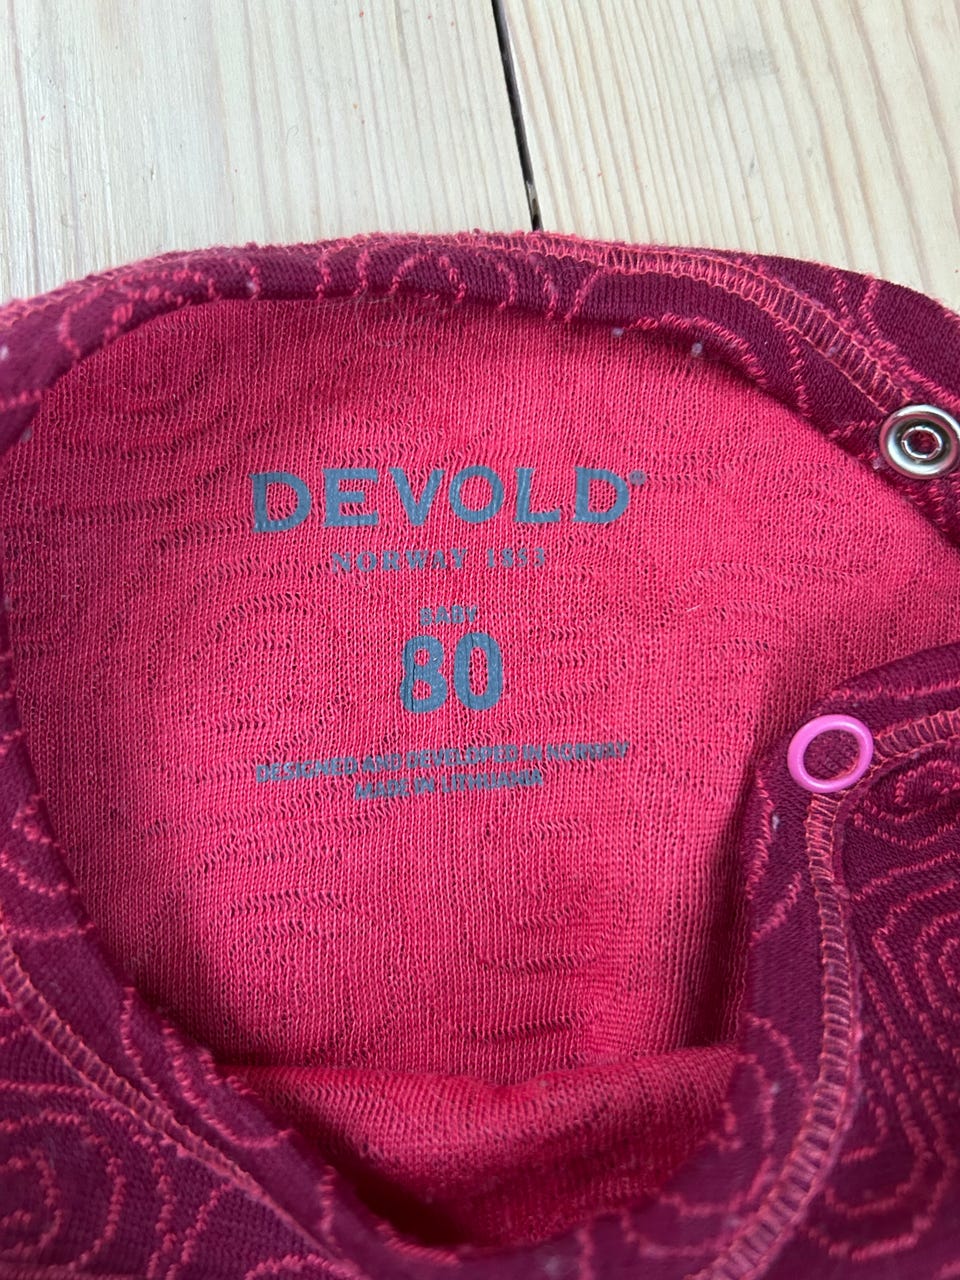 DEVOLD®
NORWAY 1853
BABY
80
DESIGNED AND DEVELOPED IN NORWAY
MADE IN LITHUANIA